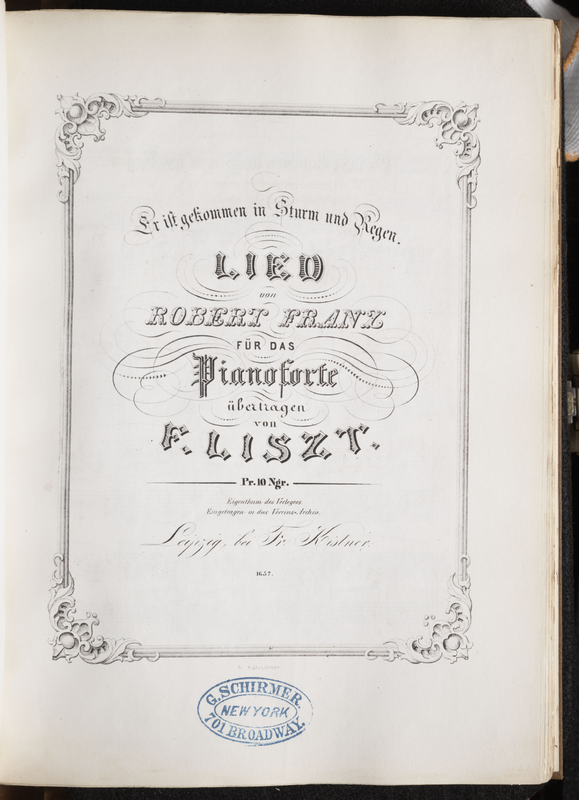 Er ist gekommen in Sturm und Regen.
LIED
von
ROBERT FRANZ
FÜR DAS
Pianoforte
übertragen
von
F. LISZT.
Pr. 10 Ngr.
Eigenthum des Verlegers.
Eingetragen in das Vereins-Archiv.
Leipzig, bei Fr. Kistner.
1657.
G. SCHIRMER.
NEW YORK
701 BROADWAY.